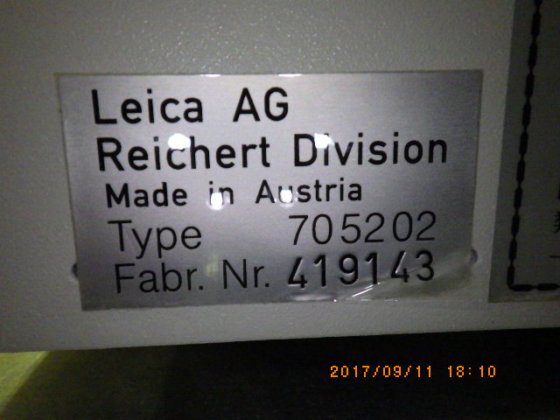 Leica AG
Reichert Division
Made in Austria
Type 705202
Fabr. Nr. 419143
2017/09/11 18:10